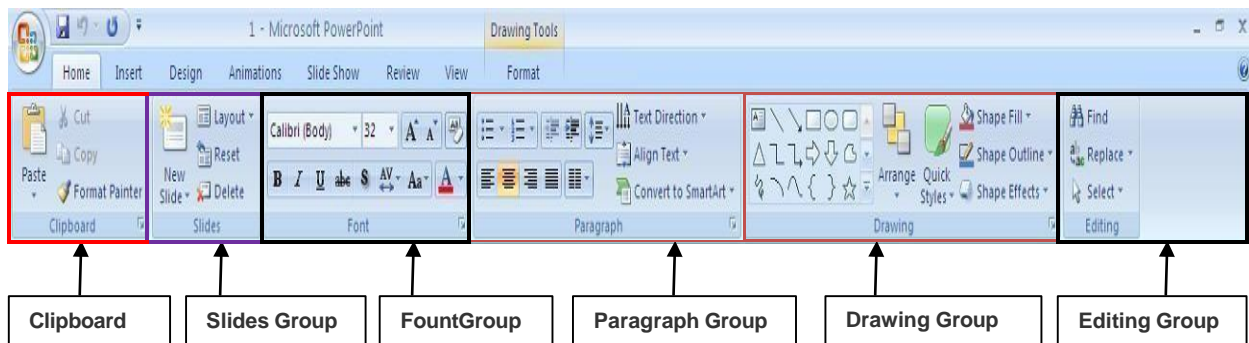 1 - Microsoft PowerPoint
Drawing Tools
Home Insert Design Animations Slide Show Review View Format
Paste
Cut
Copy
Format Painter
Clipboard
New Slide
Layout
Reset
Delete
Slides
Calibri (Body) 32 A A
B I U abc S AV Aa A
Font
Text Direction
Align Text
Convert to SmartArt
Paragraph
Arrange
Quick Styles
Shape Fill
Shape Outline
Shape Effects
Drawing
Find
Replace
Select
Editing
Clipboard
Slides Group
FountGroup
Paragraph Group
Drawing Group
Editing Group